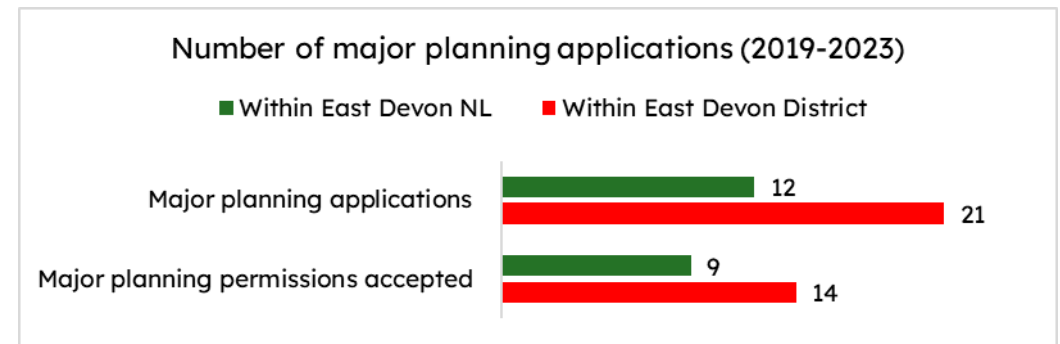 Number of major planning applications (2019-2023)
Within East Devon NL Within East Devon District
Major planning applications 12
21
Major planning permissions accepted 9
14